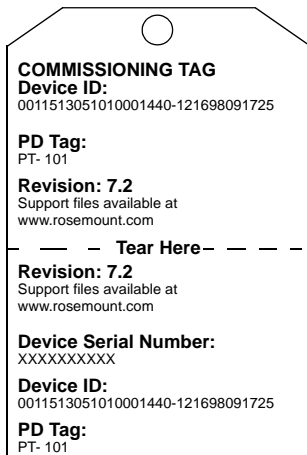 COMMISSIONING TAG
Device ID:
0011513051010001440-121698091725
PD Tag:
PT- 101
Revision: 7.2
Support files available at
www.rosemount.com
Tear Here
Revision: 7.2
Support files available at
www.rosemount.com
Device Serial Number:
XXXXXXXXXX
Device ID:
0011513051010001440-121698091725
PD Tag:
PT- 101